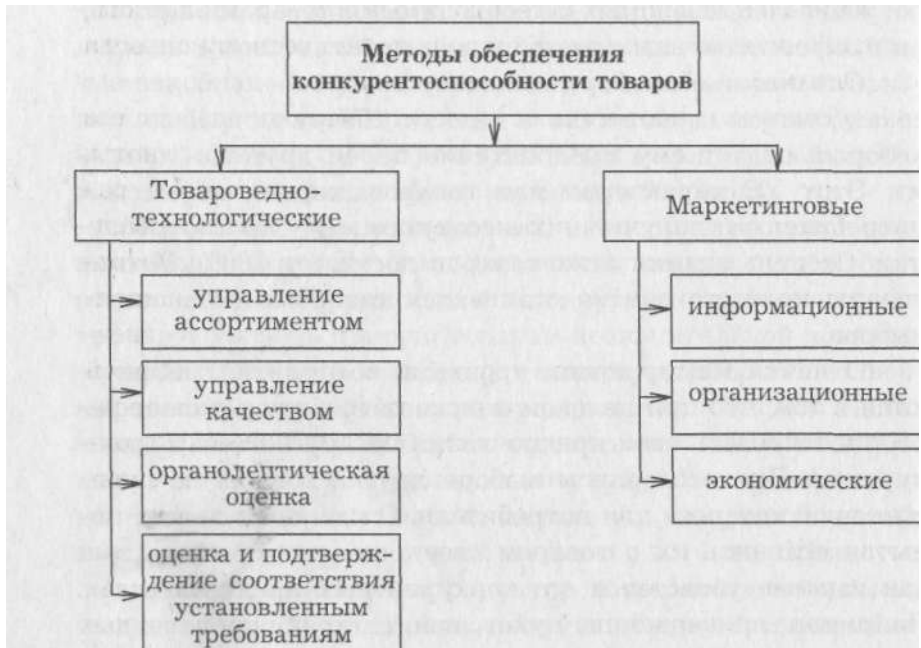 Методы обеспечения
конкурентоспособности товаров
Товароведно-
технологические
Маркетинговые
управление
ассортиментом
информационные
управление
качеством
организационные
органолептическая
оценка
экономические
оценка и подтверж-
дение соответствия
установленным
требованиям